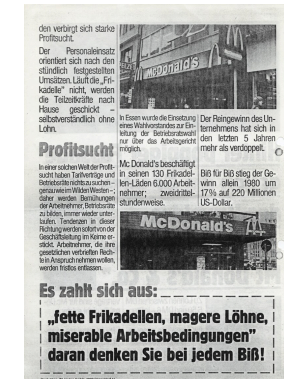 den verbirgt sich starke
Profitsucht.
Der Personaleinsatz
orientiert sich nach den
stündlich festgestellten
Umsätzen. Läuft die „Fri-
kadelle" nicht, werden
die Teilzeitkräfte nach
Hause geschickt –
selbstverständlich ohne
Lohn.
Profitsucht
In einer solchen Welt der Profit-
sucht haben Tarifverträge und
Betriebsräte nichts zu suchen –
genau wie im Wilden Westen –,
daher werden Bemühungen
der Arbeitnehmer, Betriebsräte
zu bilden, immer wieder unter-
laufen. Tendenzen in dieser
Richtung werden sofort von der
Geschäftsleitung im Keime er-
stickt. Arbeitnehmer, die ihre
gesetzlichen verbrieften Rech-
te in Anspruch nehmen wollen,
werden fristlos entlassen.
McDonald's
In Essen wurde die Einsetzung
eines Wahlvorstandes zur Ein-
leitung der Betriebsratswahl
nur über das Arbeitsgericht
möglich.
Mc Donald's beschäftigt
in seinen 130 Frikadel-
len-Läden 6.000 Arbeit-
nehmer; zweidrittel-
stundenweise.
Der Reingewinn des Un-
ternehmens hat sich in
den letzten 5 Jahren
mehr als verdoppelt.
Biß für Biß stieg der Ge-
winn allein 1980 um
17% auf 220 Millionen
US-Dollar.
McDonald's
Es zahlt sich aus:
„fette Frikadellen, magere Löhne,
miserable Arbeitsbedingungen"
daran denken Sie bei jedem Biß!